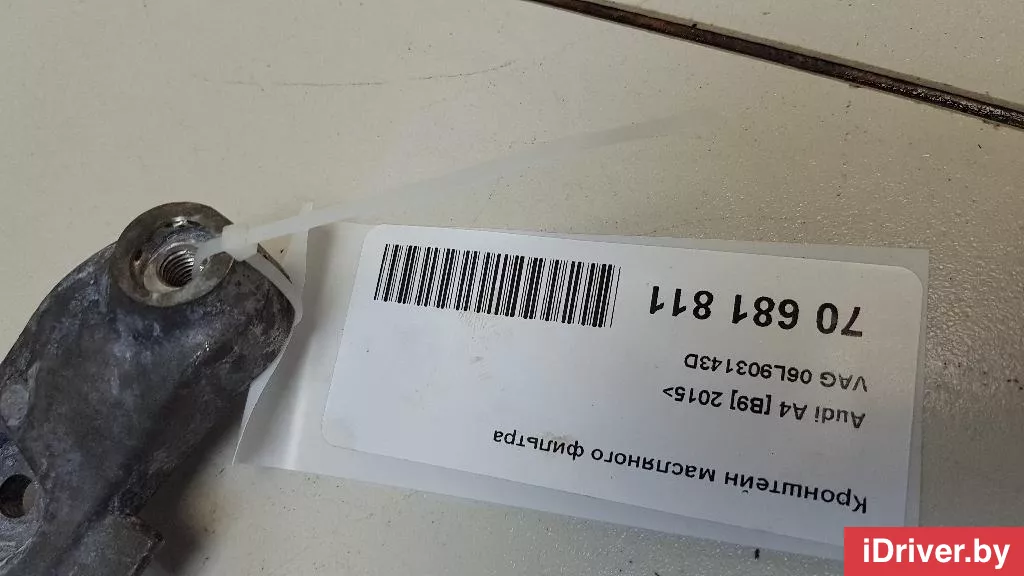 Кронштейн масляного фильтра
Audi A4 [B9] 2015>
VAG 06L903143D
70 681 811
iDriver.by